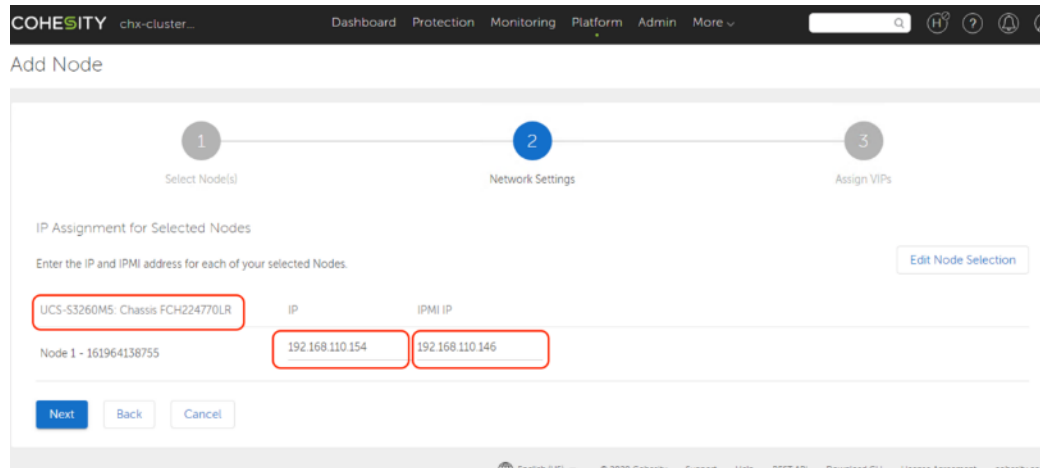 COHESITY chx-cluster... Dashboard Protection Monitoring Platform Admin More
Add Node
1 2 3
Select Node(s) Network Settings Assign VIPs
IP Assignment for Selected Nodes
Enter the IP and IPMI address for each of your selected Nodes. Edit Node Selection
UCS-S3260M5: Chassis FCH224770LR IP IPMI IP
Node 1 - 161964138755 192.168.110.154 192.168.110.146
Next Back Cancel